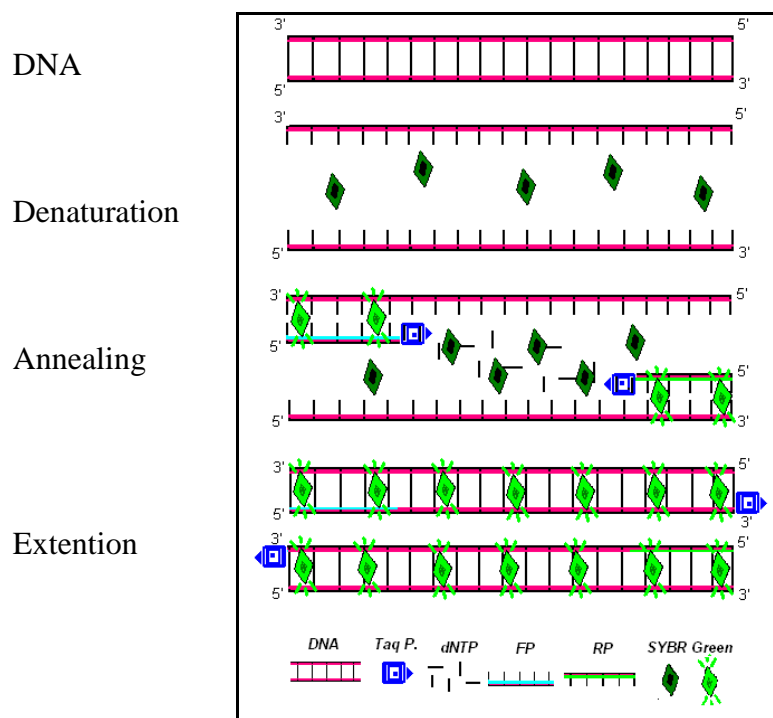 3' 5'
DNA
5' 3'
3' 5'
Denaturation
5' 3'
3' 5'
5'
Annealing
5'
5' 3'
3' 5'
5' 3'
Extention
3' 5'
5' 3'
DNA Taq P. dNTP FP RP SYBR Green